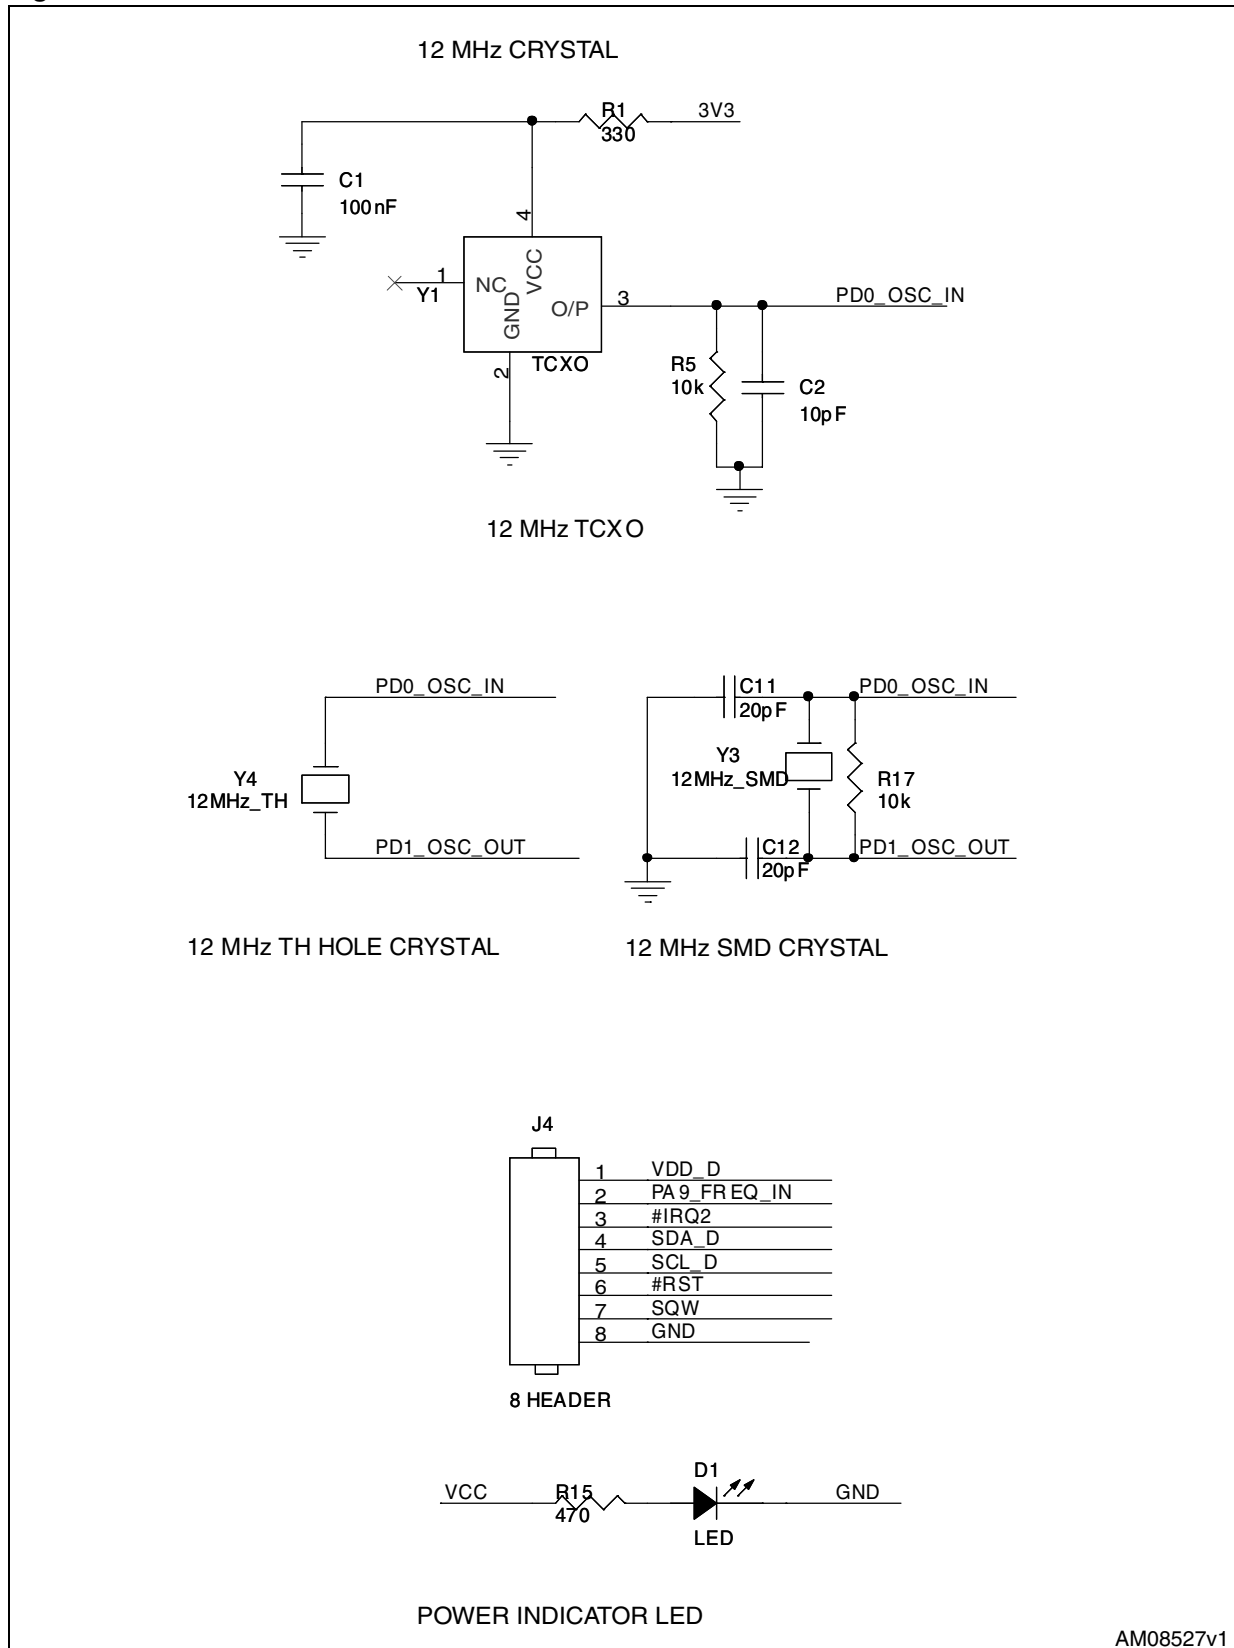 12 MHz CRYSTAL
R1
330
3V3
C1
100nF
4
1
Y1
NC
GND
VCC
O/P
3
PD0_OSC_IN
2
TCXO
R5
10k
C2
10pF
12 MHz TCXO
PD0_OSC_IN
Y4
12MHz_TH
PD1_OSC_OUT
12 MHz TH HOLE CRYSTAL
C11
20pF
PD0_OSC_IN
Y3
12MHz_SMD
R17
10k
C12
20pF
PD1_OSC_OUT
12 MHz SMD CRYSTAL
J4
1 VDD_D
2 PA9_FREQ_IN
3 #IRQ2
4 SDA_D
5 SCL_D
6 #RST
7 SQW
8 GND
8 HEADER
VCC
R15
470
D1
LED
GND
POWER INDICATOR LED
AM08527v1